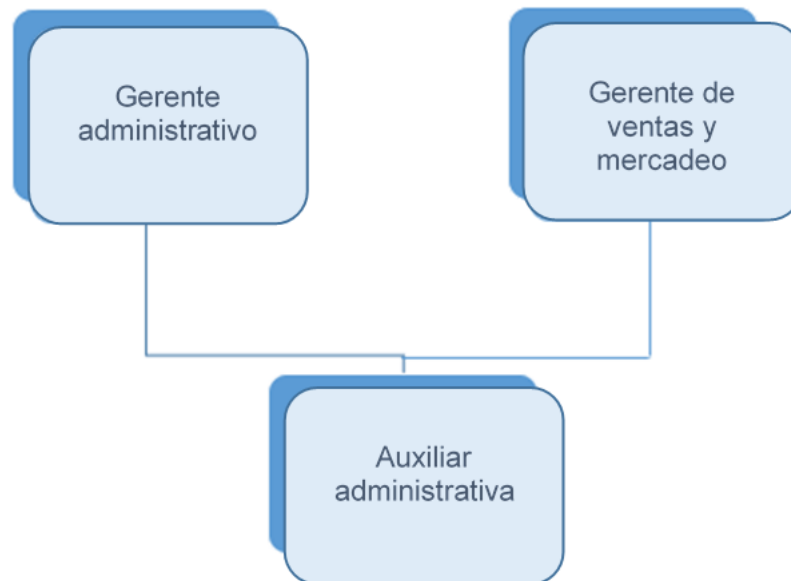 Gerente
administrativo
Gerente de
ventas y
mercadeo
Auxiliar
administrativa